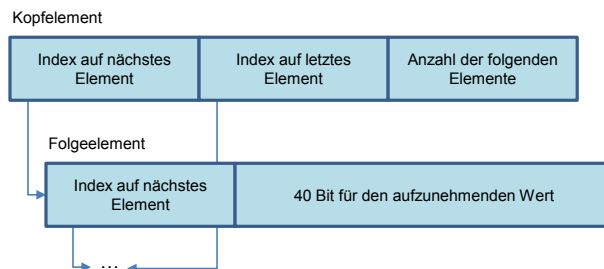 Kopfelement
Index auf nächstes
Element
Index auf letztes
Element
Anzahl der folgenden
Elemente
Folgeelement
Index auf nächstes
Element
40 Bit für den aufzunehmenden Wert
...